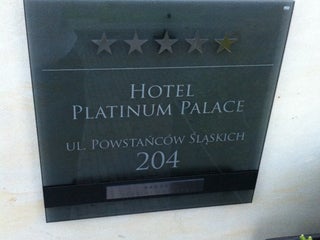 HOTEL
PLATINUM PALACE
UL. POWSTAŃCÓW ŚLĄSKICH
204